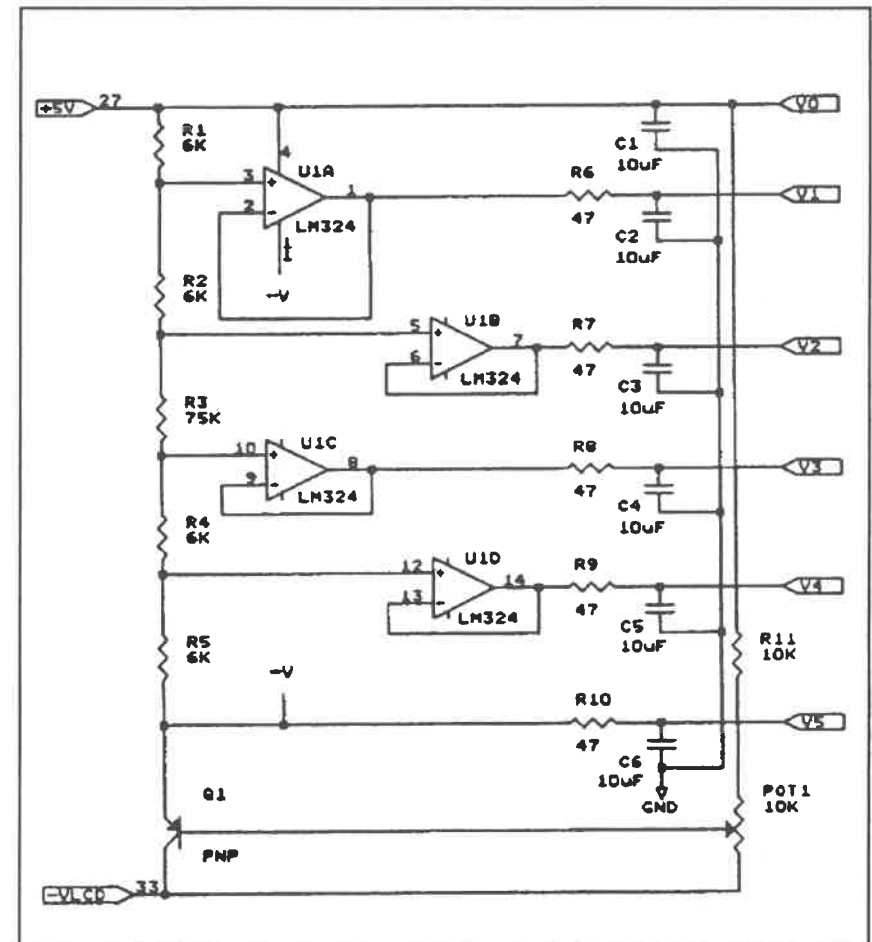 +5V 27
V0
R1
6K
C1
10uF
4
U1A
3 + 1
2 -
LM324
11
-V
R6
47
V1
C2
10uF
R2
6K
U1B
5 + 7
6 -
LM324
R7
47
V2
C3
10uF
R3
75K
U1C
10 + 8
9 -
LM324
R8
47
V3
C4
10uF
R4
6K
U1D
12 + 14
13 -
LM324
R9
47
V4
C5
10uF
R5
6K
R11
10K
-V
R10
47
V5
C6
10uF
GND
Q1
PNP
POT1
10K
-VLCD 33